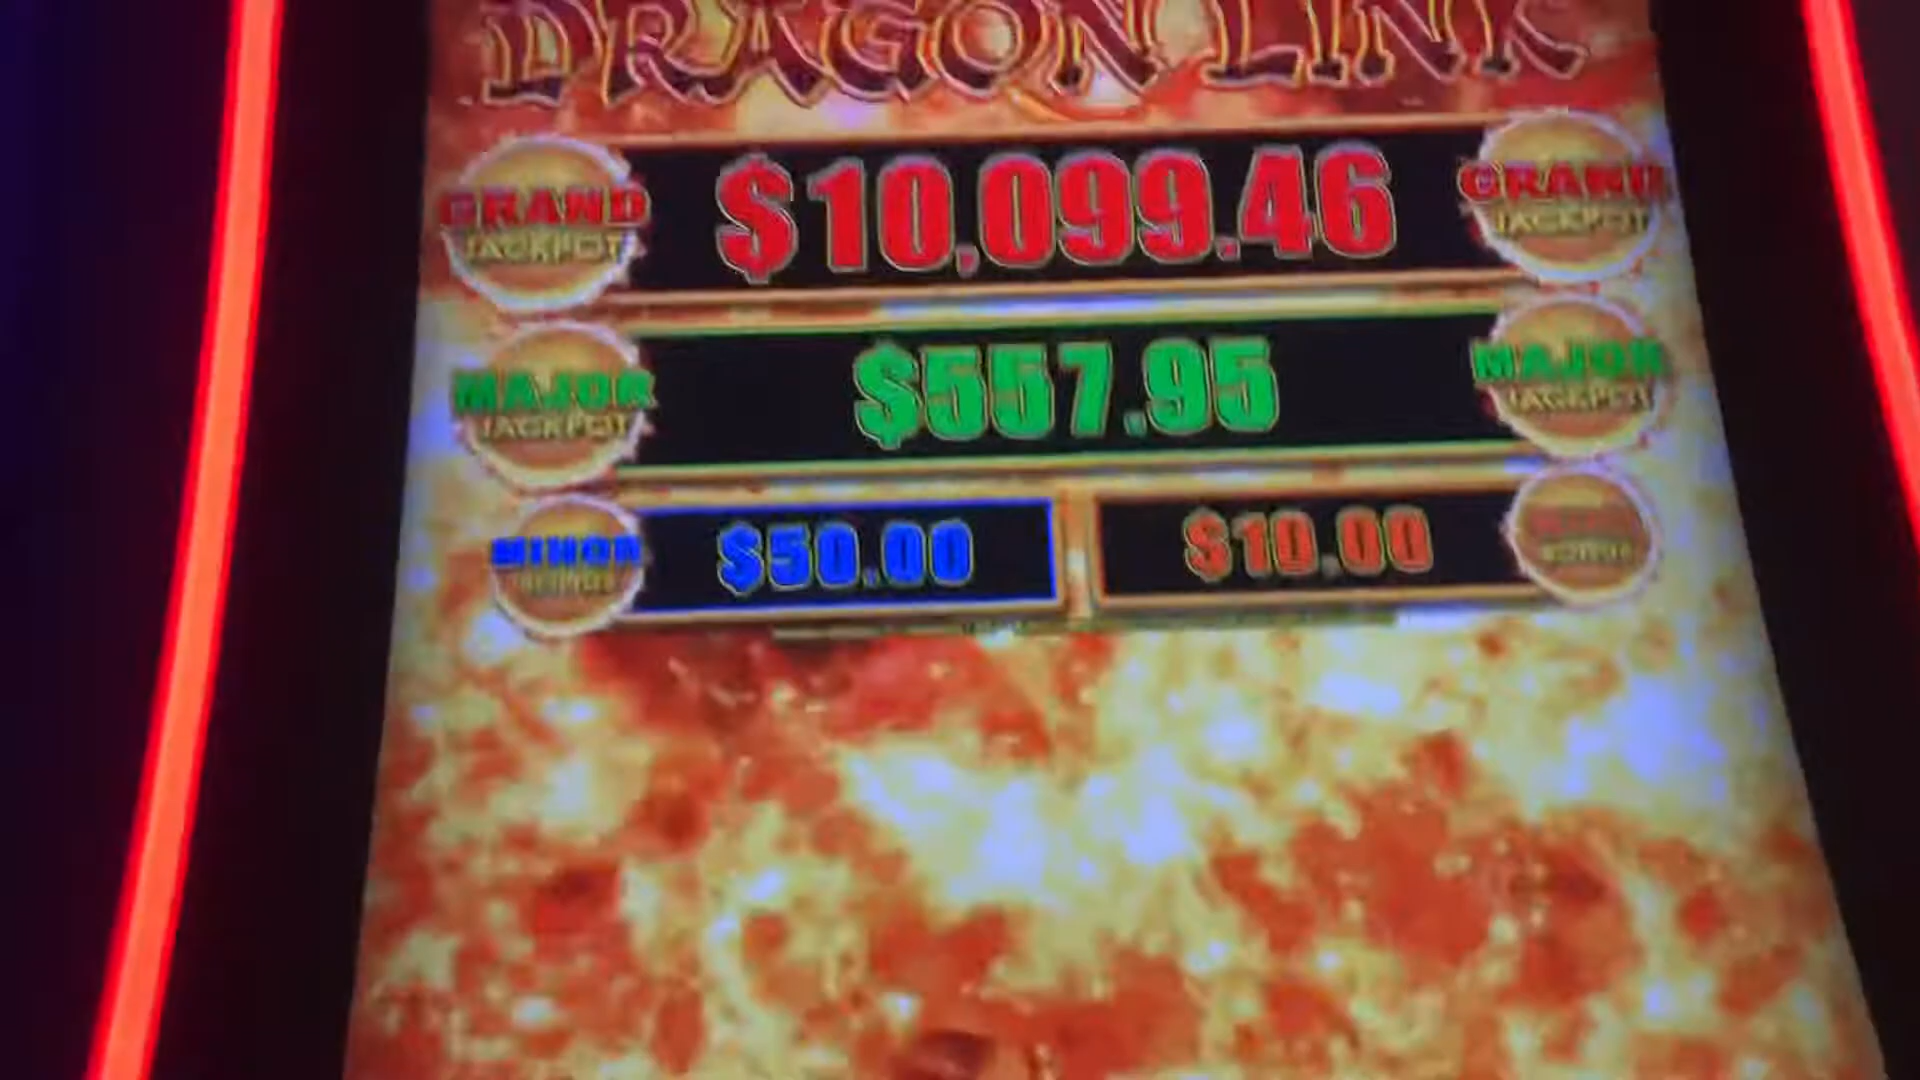 DRAGON LINK
GRAND JACKPOT $10,099.46 GRAND JACKPOT
MAJOR JACKPOT $557.95 MAJOR JACKPOT
MINOR $50.00 $10.00